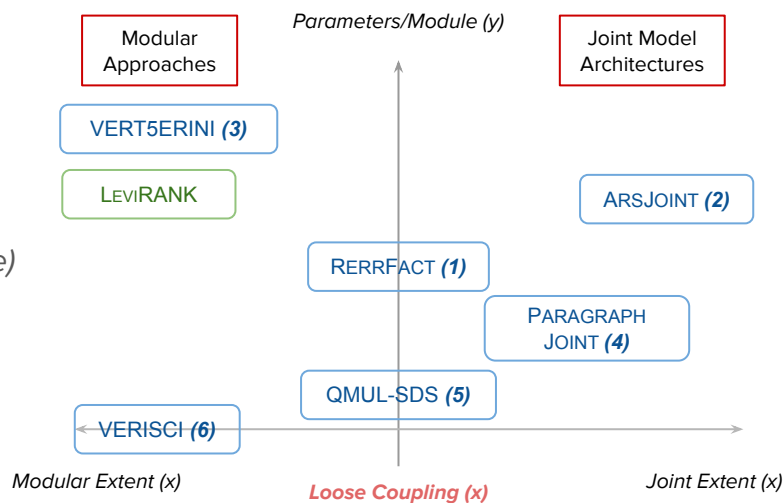 Parameters/Module (y)
Modular
Approaches
Joint Model
Architectures
VERT5ERINI (3)
LEVIRANK
ARSJOINT (2)
e)
RERRFACT (1)
PARAGRAPH
JOINT (4)
QMUL-SDS (5)
VERISCI (6)
Modular Extent (x)
Loose Coupling (x)
Joint Extent (x)